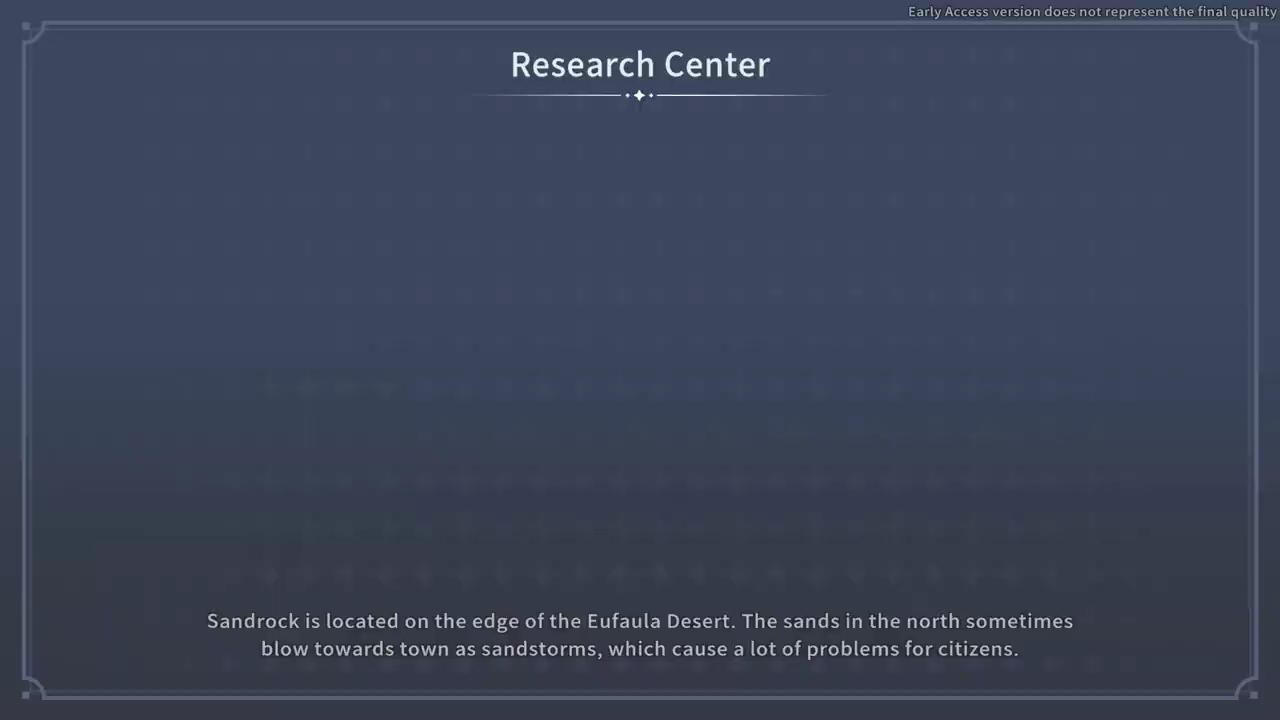 Early Access version does not represent the final quality
Research Center
Sandrock is located on the edge of the Eufaula Desert. The sands in the north sometimes
blow towards town as sandstorms, which cause a lot of problems for citizens.